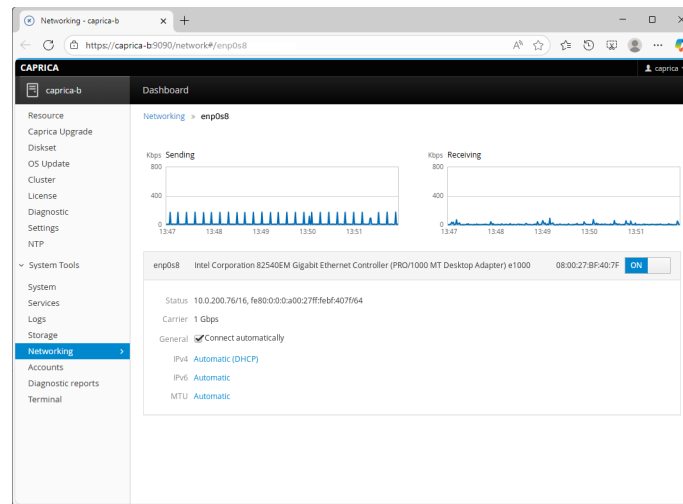 Networking - caprica-b
https://caprica-b:9090/network#/enp0s8
CAPRICA
caprica
caprica-b
Dashboard
Resource
Caprica Upgrade
Diskset
OS Update
Cluster
License
Diagnostic
Settings
NTP
System Tools
System
Services
Logs
Storage
Networking
Accounts
Diagnostic reports
Terminal
Networking » enp0s8
Kbps Sending
800
400
0
13:47 13:48 13:49 13:50 13:51
Kbps Receiving
800
400
0
13:47 13:48 13:49 13:50 13:51
enp0s8 Intel Corporation 82540EM Gigabit Ethernet Controller (PRO/1000 MT Desktop Adapter) e1000 08:00:27:BF:40:7F ON
Status 10.0.200.76/16, fe80:0:0:0:a00:27ff:febf:407f/64
Carrier 1 Gbps
General Connect automatically
IPv4 Automatic (DHCP)
IPv6 Automatic
MTU Automatic